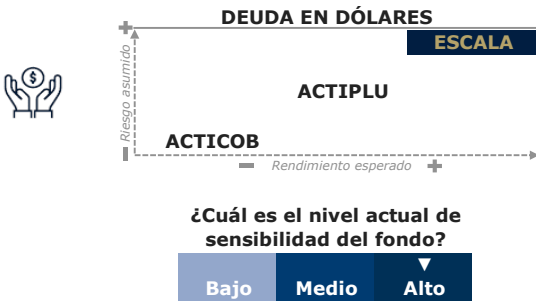 DEUDA EN DÓLARES
ESCALA
Riesgo asumido
$
ACTIPLU
ACTICOB
Rendimiento esperado
¿Cuál es el nivel actual de
sensibilidad del fondo?
Bajo Medio Alto